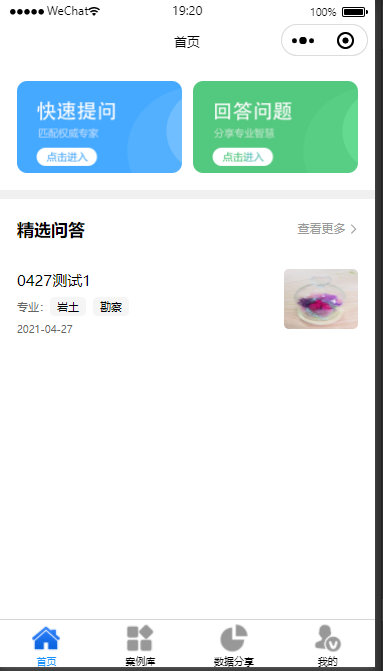 ●●●●● WeChat 19:20 100%
首页
快速提问
匹配权威专家
点击进入
回答问题
分享专业智慧
点击进入
精选问答 查看更多 >
0427测试1
专业: 岩土 勘察
2021-04-27
首页 案例库 数据分享 我的